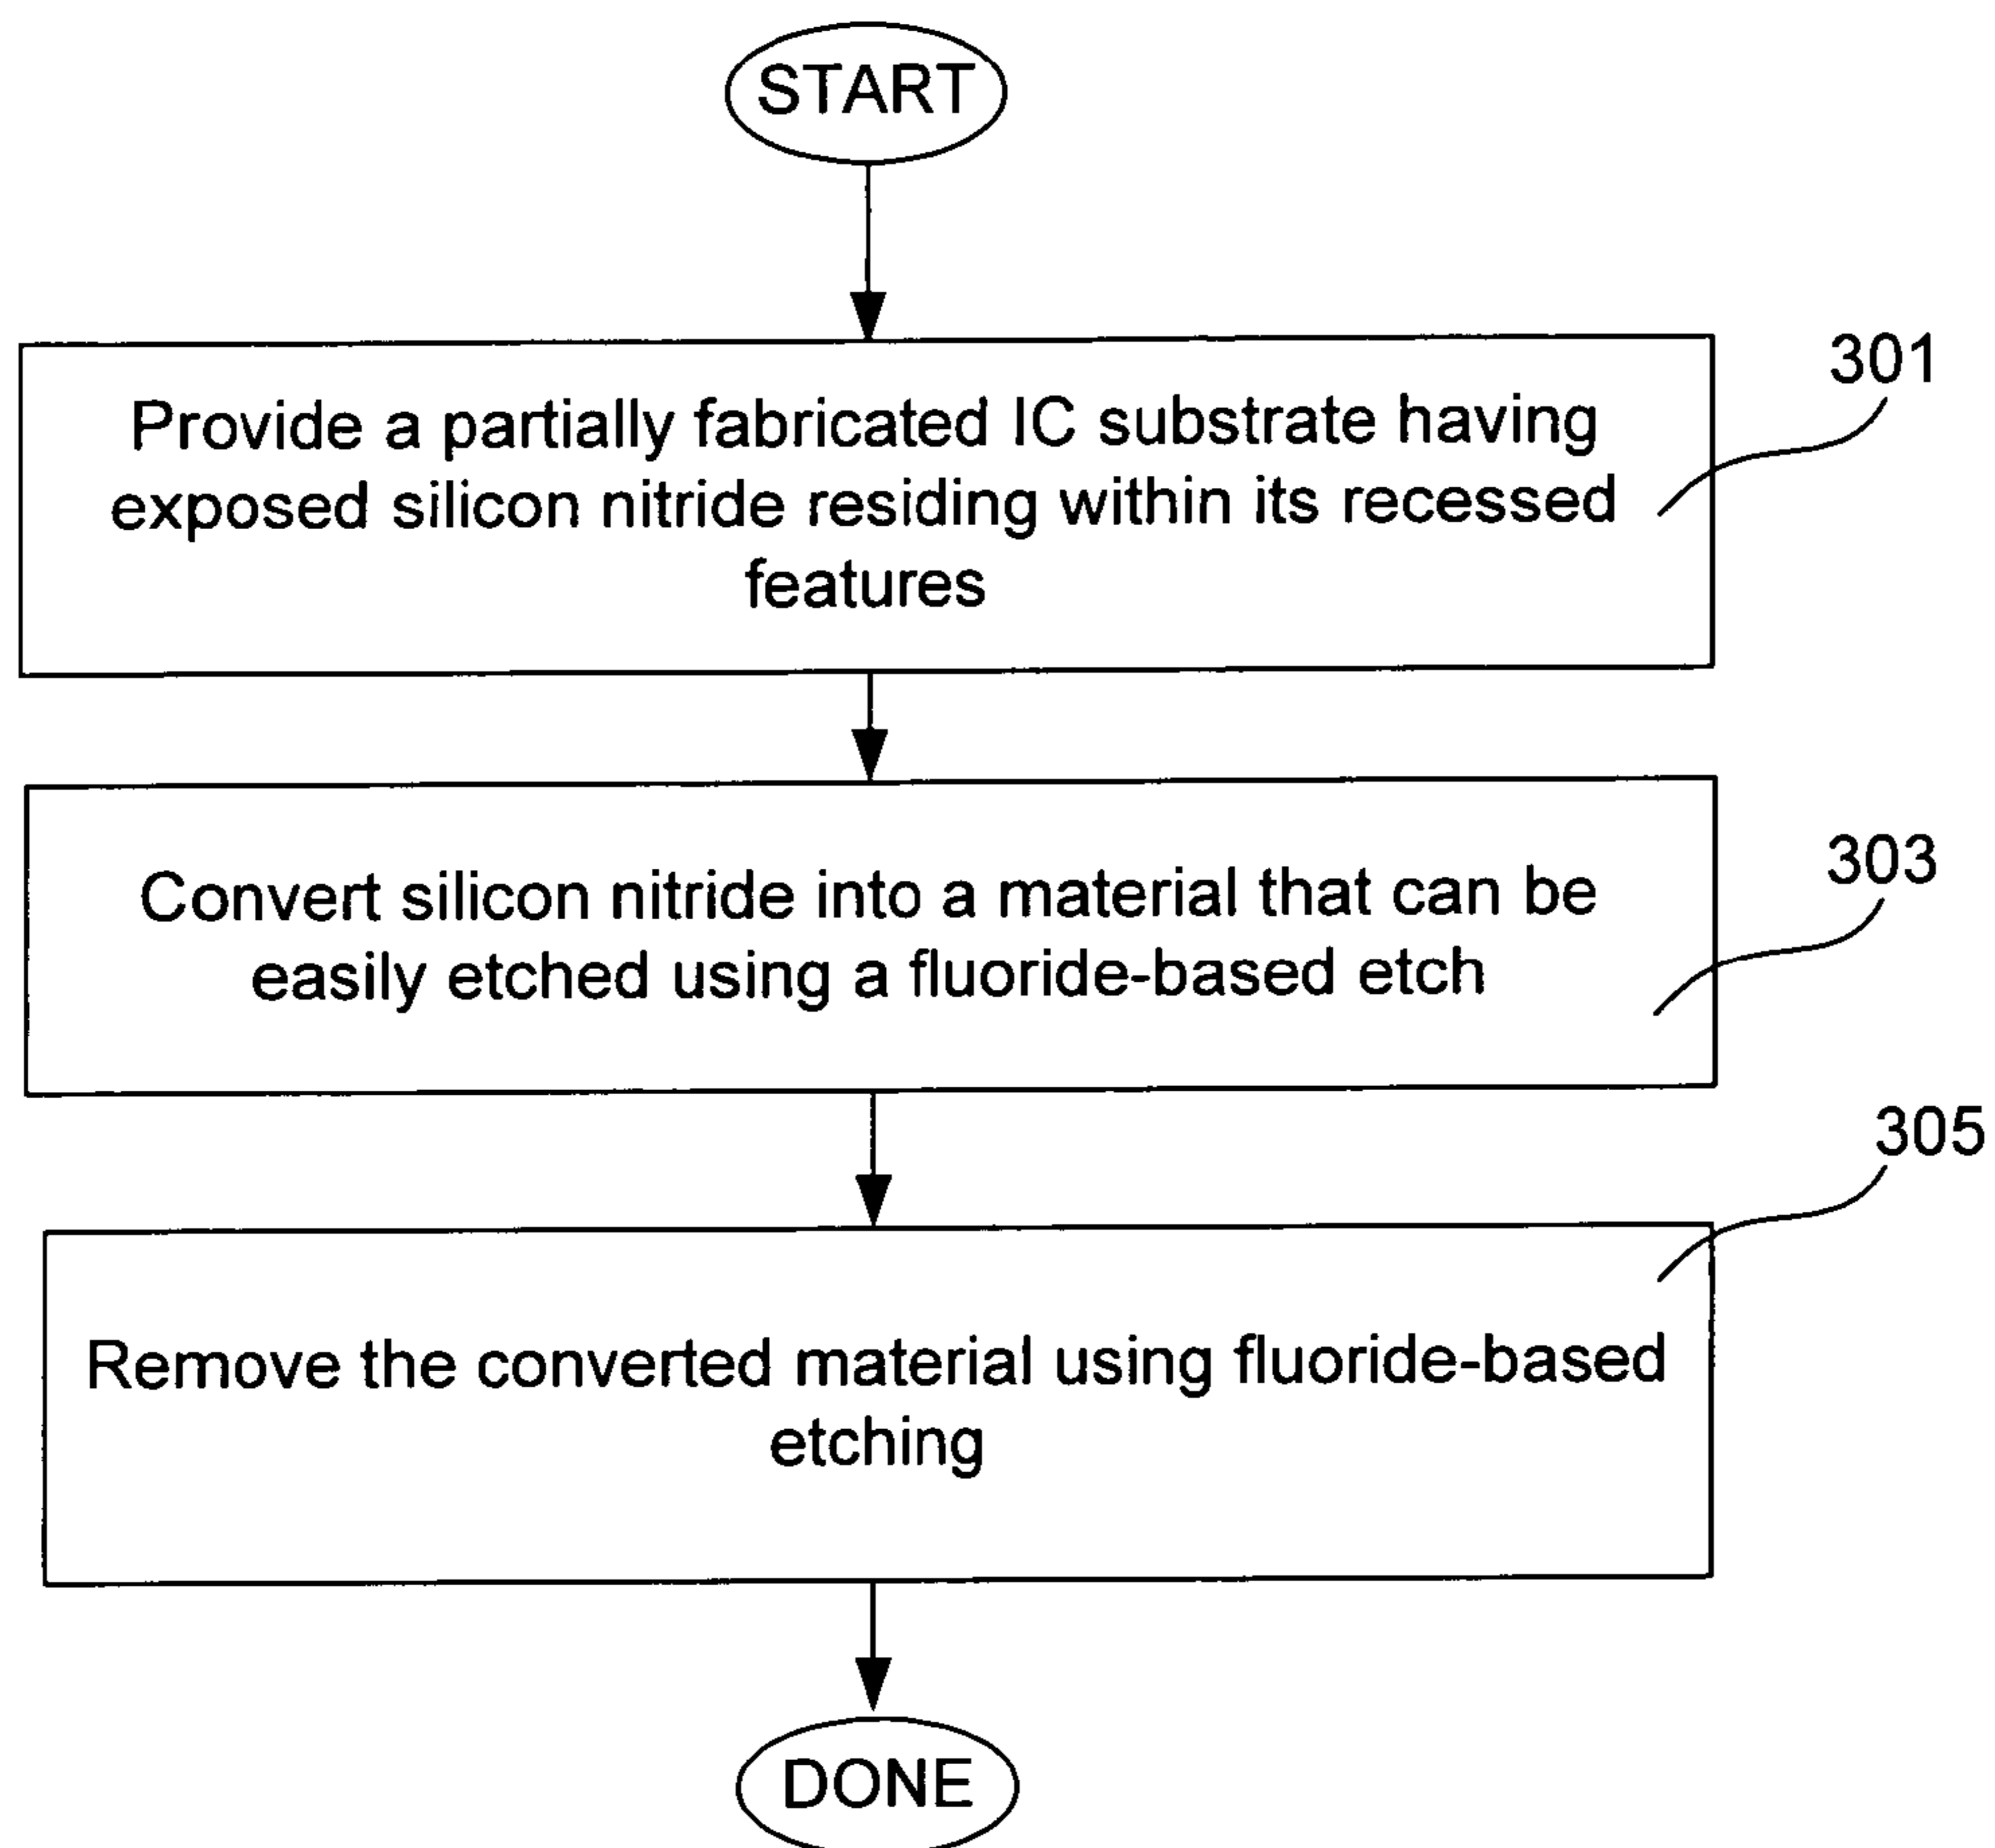 START
301
Provide a partially fabricated IC substrate having
exposed silicon nitride residing within its recessed
features
303
Convert silicon nitride into a material that can be
easily etched using a fluoride-based etch
305
Remove the converted material using fluoride-based
etching
DONE